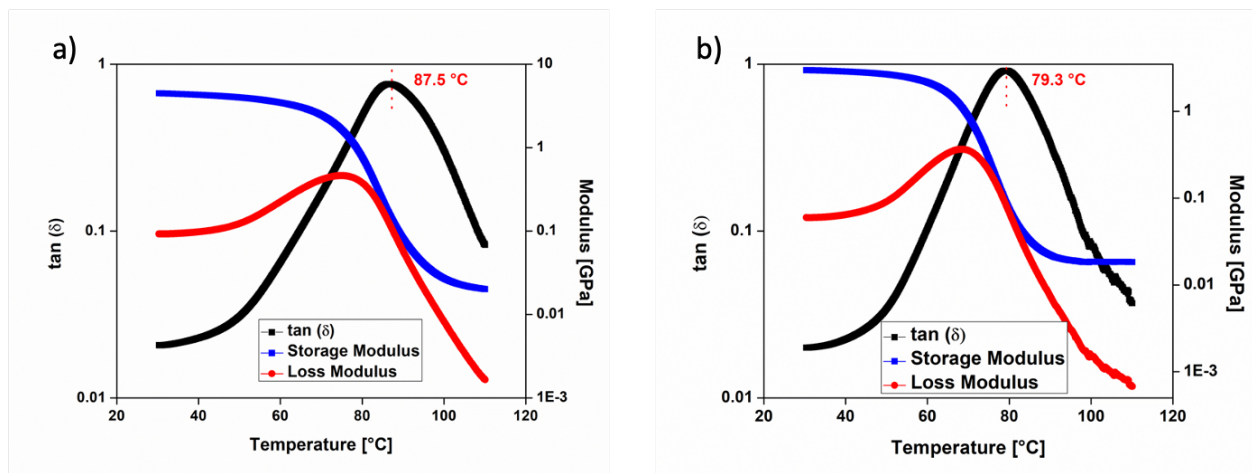 a)
87.5 °C
1
0.1
0.01
tan (δ)
10
1
0.1
0.01
1E-3
Modulus [GPa]
tan (δ)
Storage Modulus
Loss Modulus
20 40 60 80 100 120
Temperature [°C]
b)
79.3 °C
1
0.1
0.01
tan (δ)
1
0.1
0.01
1E-3
Modulus [GPa]
tan (δ)
Storage Modulus
Loss Modulus
20 40 60 80 100 120
Temperature [°C]